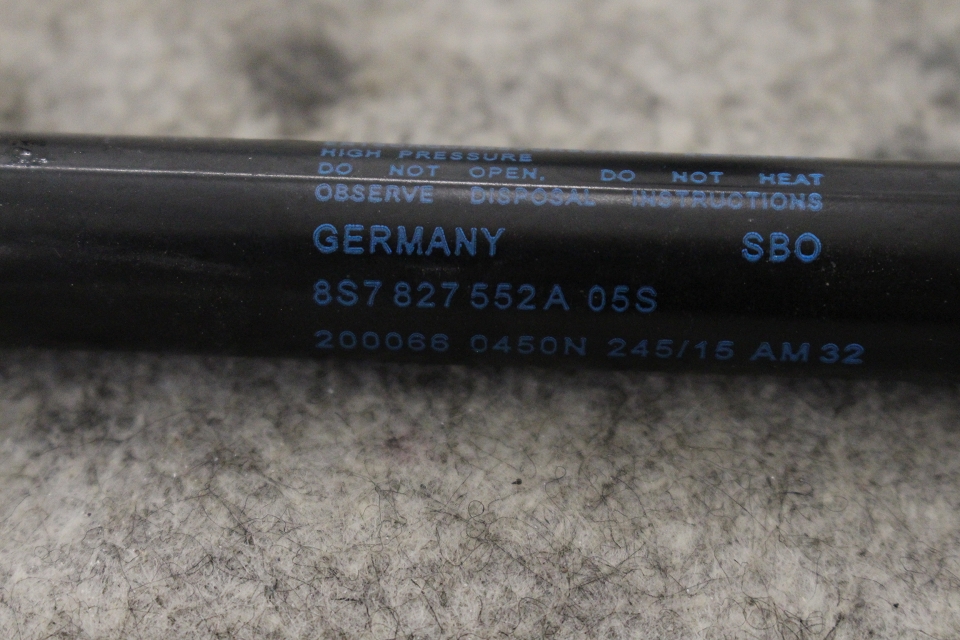 HIGH PRESSURE
DO NOT OPEN, DO NOT HEAT
OBSERVE DISPOSAL INSTRUCTIONS
GERMANY SBO
8S7 827 552 A 05S
200066 0450N 245/15 AM 32